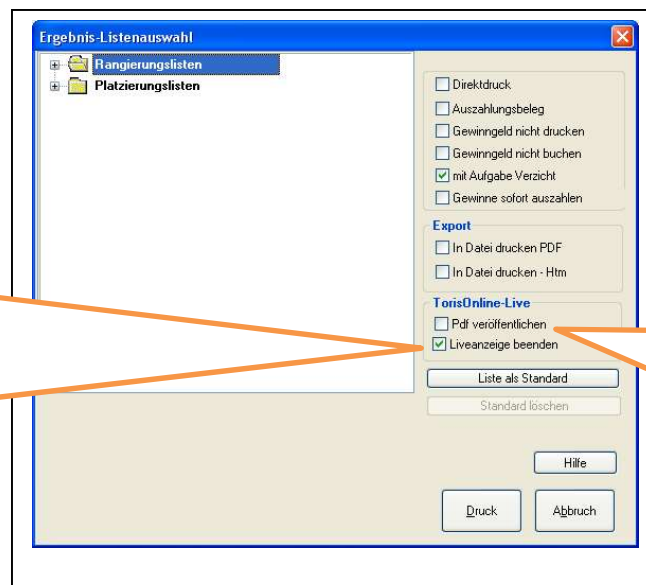 Ergebnis-Listenauswahl
Rangierungslisten
Platzierungslisten
Direktdruck
Auszahlungsbeleg
Gewinngeld nicht drucken
Gewinngeld nicht buchen
mit Aufgabe Verzicht
Gewinne sofort auszahlen
Export
In Datei drucken PDF
In Datei drucken - Htm
TorisOnline-Live
Pdf veröffentlichen
Liveanzeige beenden
Liste als Standard
Standard löschen
Hilfe
Druck
Abbruch